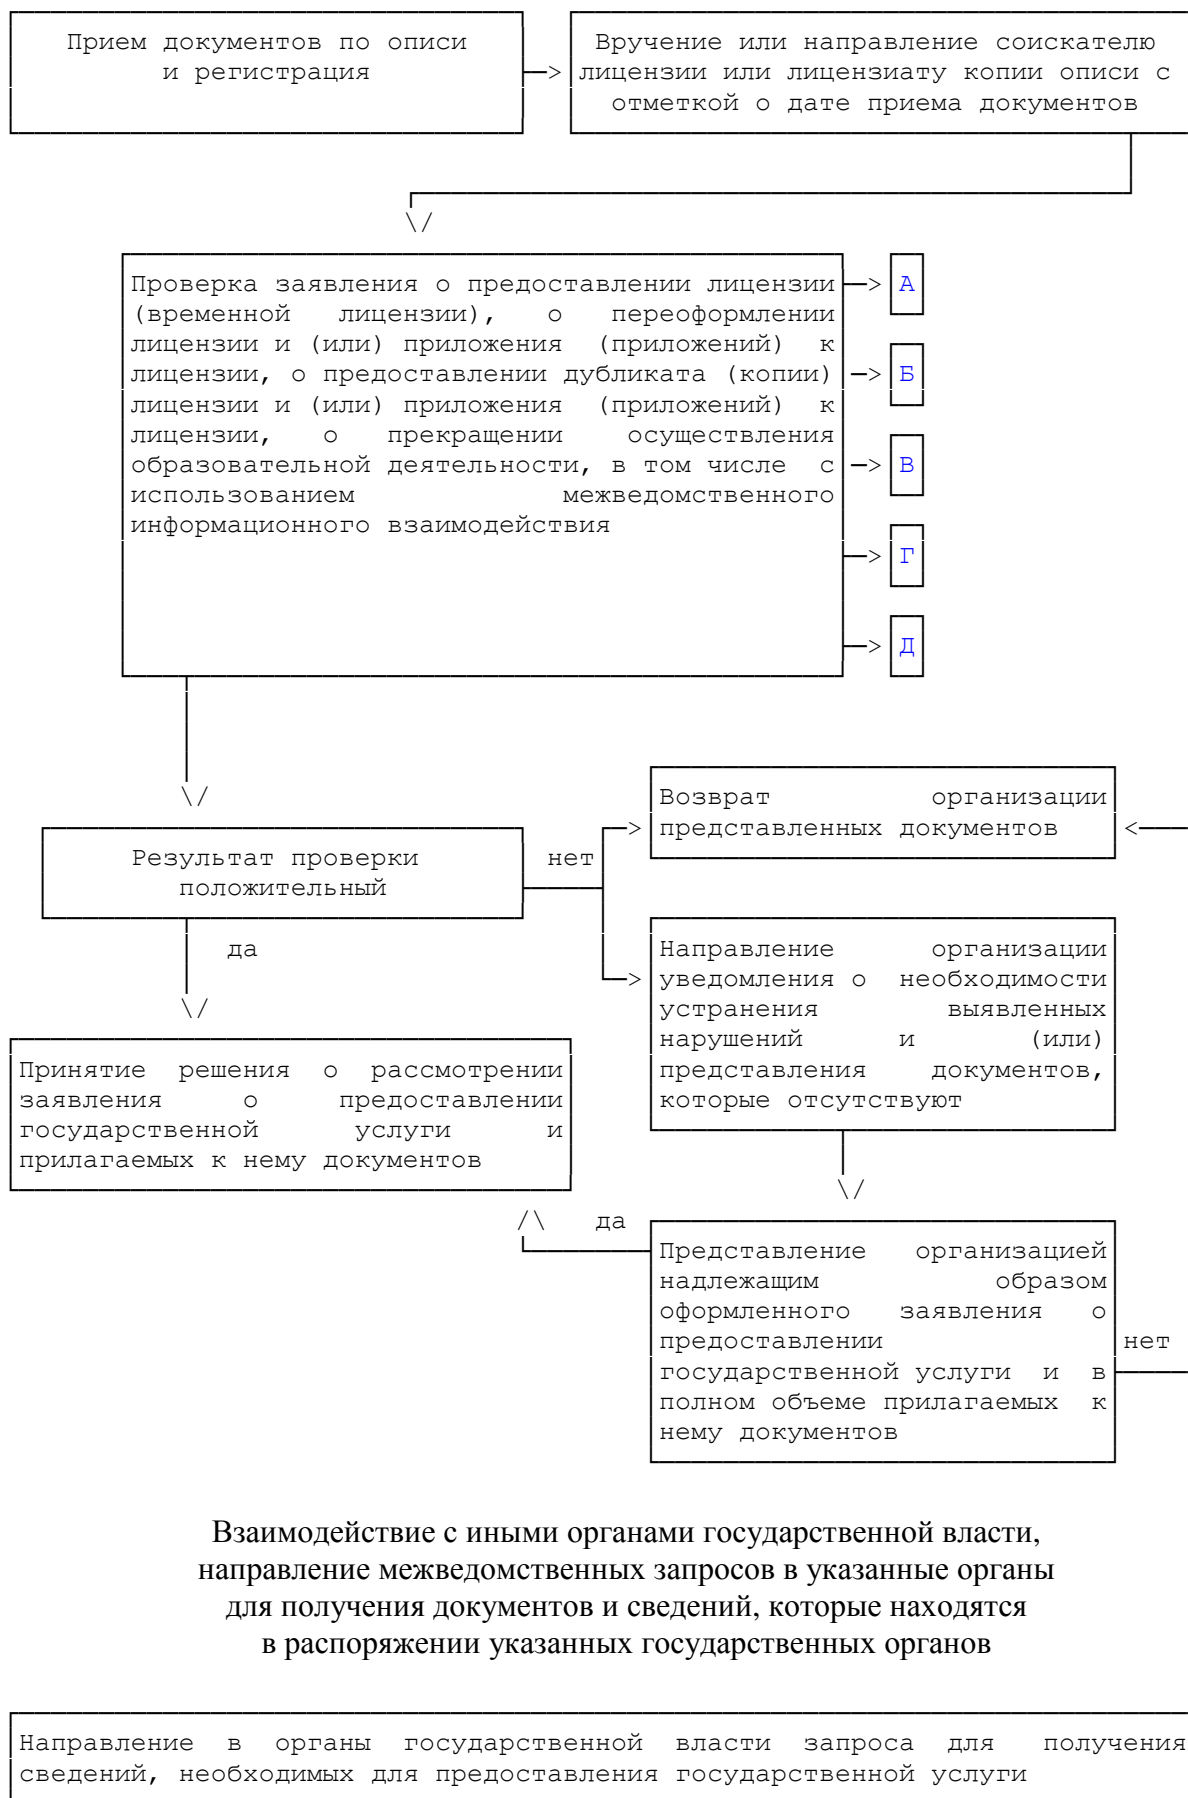 Прием документов по описи
и регистрация
Вручение или направление соискателю
лицензии или лицензиату копии описи с
отметкой о дате приема документов
Проверка заявления о предоставлении лицензии
(временной лицензии), о переоформлении
лицензии и (или) приложения (приложений) к
лицензии, о предоставлении дубликата (копии)
лицензии и (или) приложения (приложений) к
лицензии, о прекращении осуществления
образовательной деятельности, в том числе с
использованием межведомственного
информационного взаимодействия
А
Б
В
Г
Д
Возврат организации
представленных документов
Результат проверки
положительный
нет
да
Направление организации
уведомления о необходимости
устранения выявленных
нарушений и (или)
представления документов,
которые отсутствуют
Принятие решения о рассмотрении
заявления о предоставлении
государственной услуги и
прилагаемых к нему документов
да
Представление организацией
надлежащим образом
оформленного заявления о
предоставлении
государственной услуги и в
полном объеме прилагаемых к
нему документов
нет
Взаимодействие с иными органами государственной власти,
направление межведомственных запросов в указанные органы
для получения документов и сведений, которые находятся
в распоряжении указанных государственных органов
Направление в органы государственной власти запроса для получения
сведений, необходимых для предоставления государственной услуги